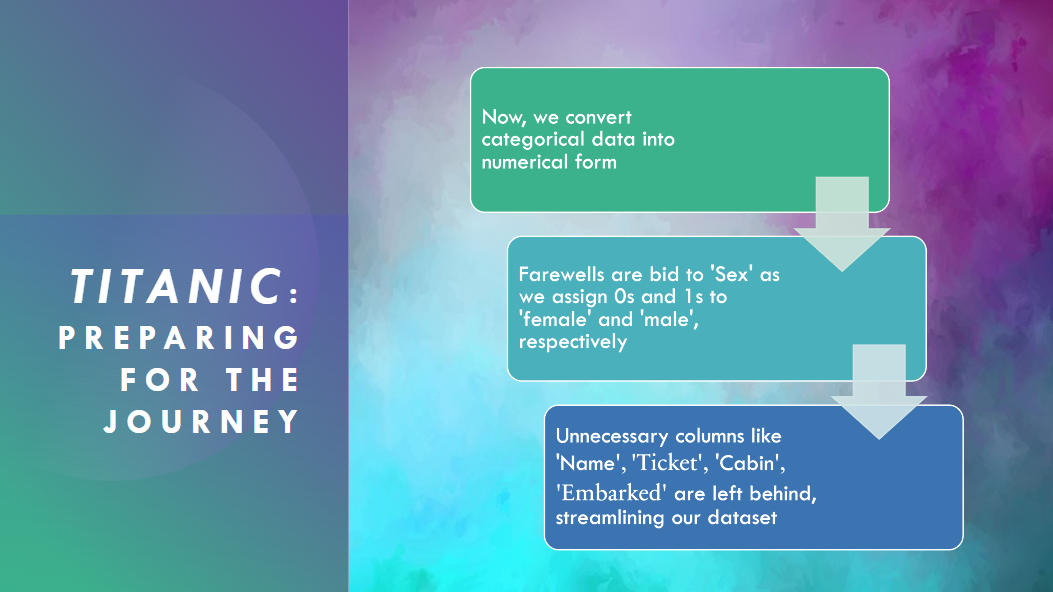 TITANIC:
PREPARING
FOR THE
JOURNEY
Now, we convert
categorical data into
numerical form
Farewells are bid to 'Sex' as
we assign 0s and 1s to
'female' and 'male',
respectively
Unnecessary columns like
'Name', 'Ticket', 'Cabin',
'Embarked' are left behind,
streamlining our dataset